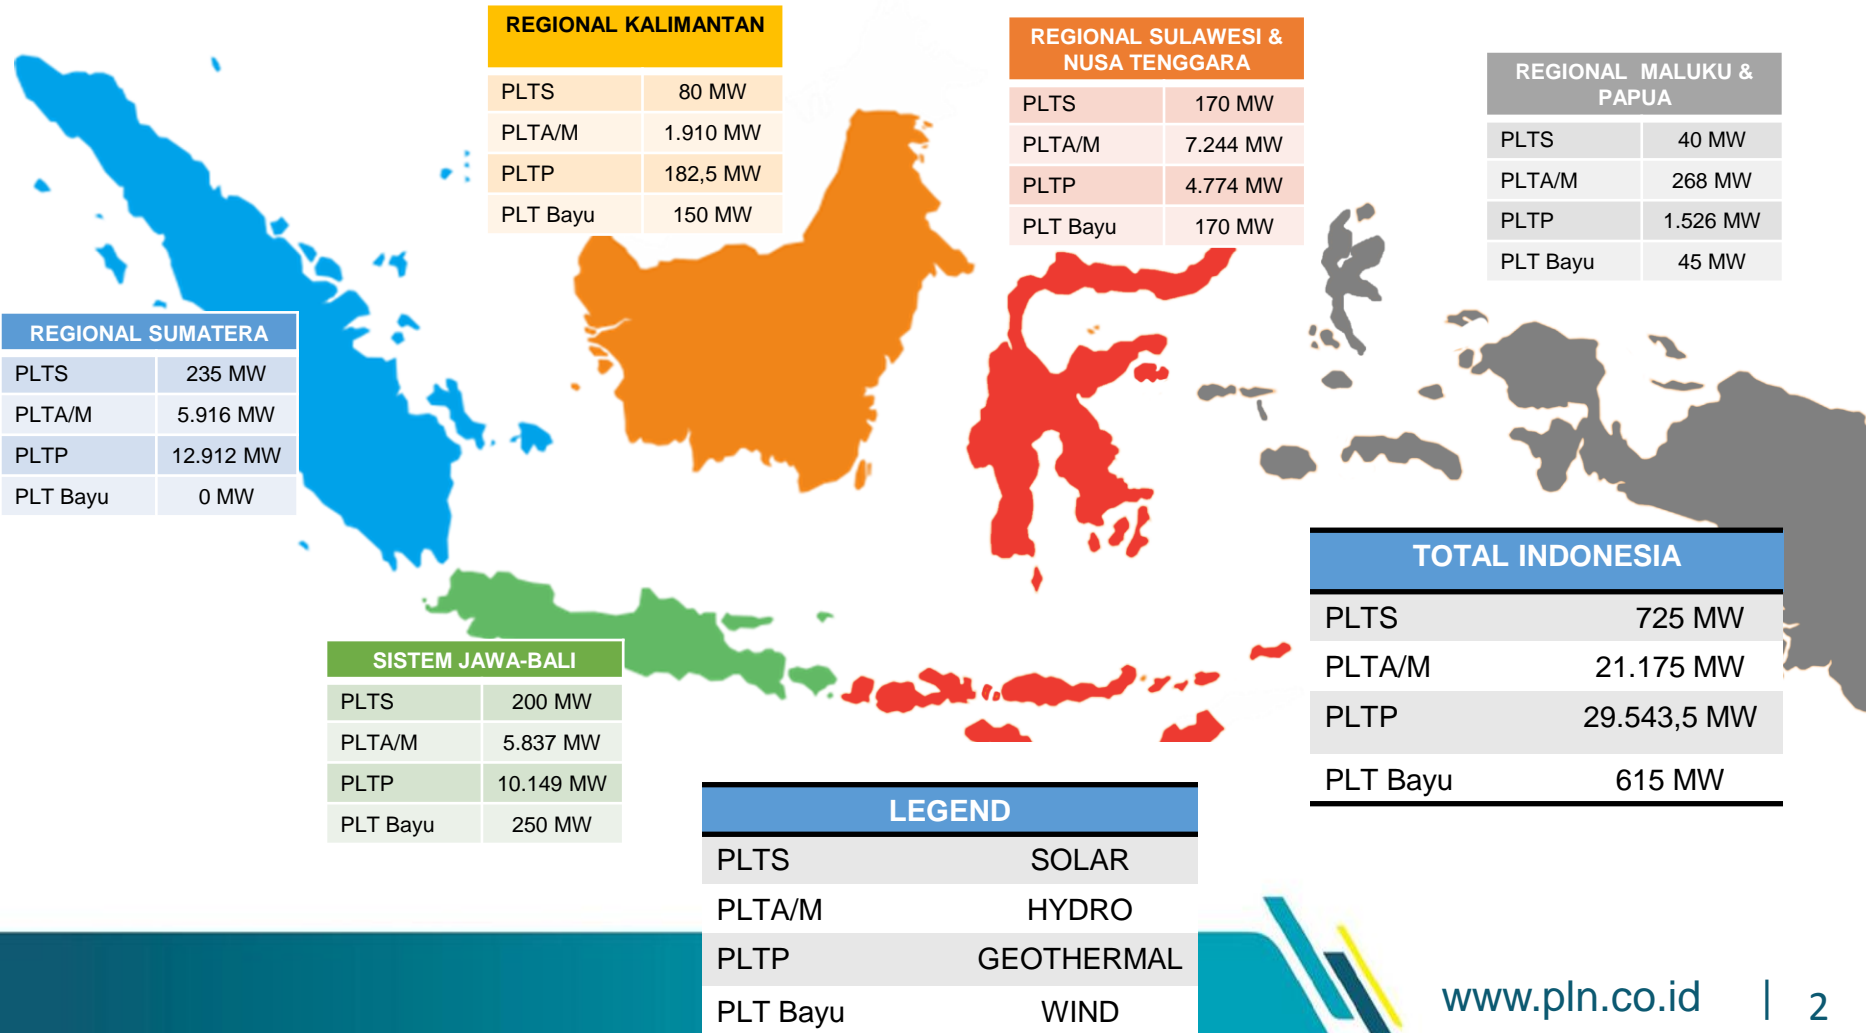 REGIONAL KALIMANTAN
PLTS 80 MW
PLTA/M 1.910 MW
PLTP 182,5 MW
PLT Bayu 150 MW
REGIONAL SULAWESI &
NUSA TENGGARA
PLTS 170 MW
PLTA/M 7.244 MW
PLTP 4.774 MW
PLT Bayu 170 MW
REGIONAL MALUKU &
PAPUA
PLTS 40 MW
PLTA/M 268 MW
PLTP 1.526 MW
PLT Bayu 45 MW
REGIONAL SUMATERA
PLTS 235 MW
PLTA/M 5.916 MW
PLTP 12.912 MW
PLT Bayu 0 MW
SISTEM JAWA-BALI
PLTS 200 MW
PLTA/M 5.837 MW
PLTP 10.149 MW
PLT Bayu 250 MW
TOTAL INDONESIA
PLTS 725 MW
PLTA/M 21.175 MW
PLTP 29.543,5 MW
PLT Bayu 615 MW
LEGEND
PLTS SOLAR
PLTA/M HYDRO
PLTP GEOTHERMAL
PLT Bayu WIND
www.pln.co.id | 2